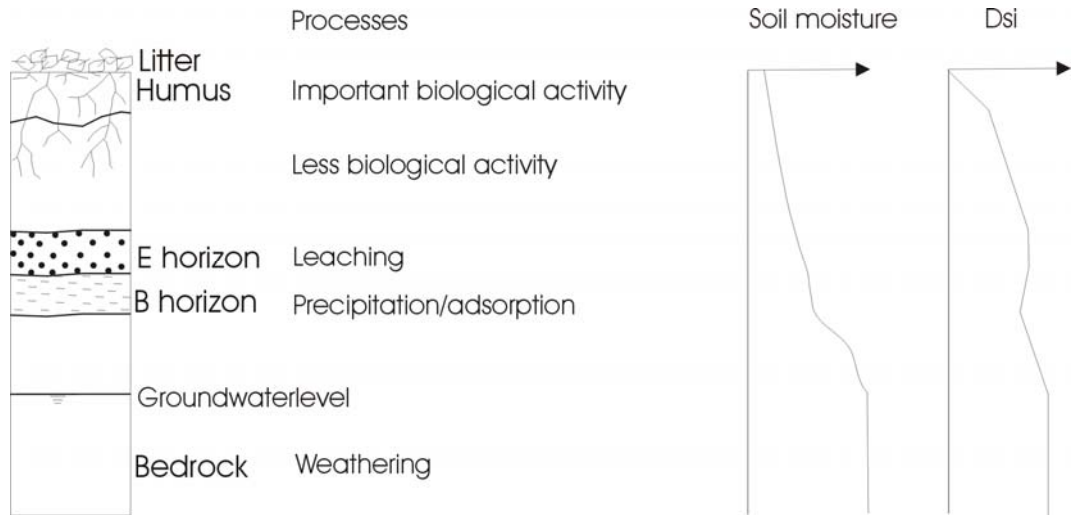 Processes Soil moisture Dsi
Litter
Humus Important biological activity
Less biological activity
E horizon Leaching
B horizon Precipitation/adsorption
Groundwaterlevel
Bedrock Weathering